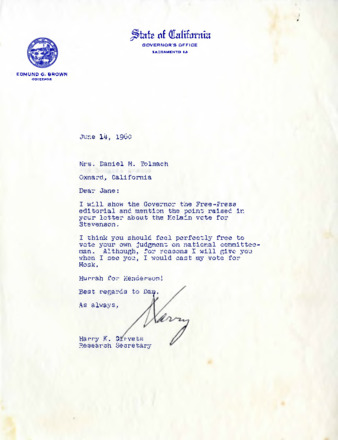 State of California
GOVERNOR'S OFFICE
SACRAMENTO 14
EDMUND G. BROWN
GOVERNOR
June 14, 1960
Mrs. Daniel M. Tolmach
Oxnard, California
Dear Jane:
I will show the Governor the Free-Press
editorial and mention the point raised in
your letter about the McLain vote for
Stevenson.
I think you should feel perfectly free to
vote your own judgment on national committee-
man. Although, for reasons I will give you
when I see you, I would cast my vote for
Mosk.
Hurrah for Henderson!
Best regards to Dan.
As always,
Harry
Harry K. Girvetz
Research Secretary